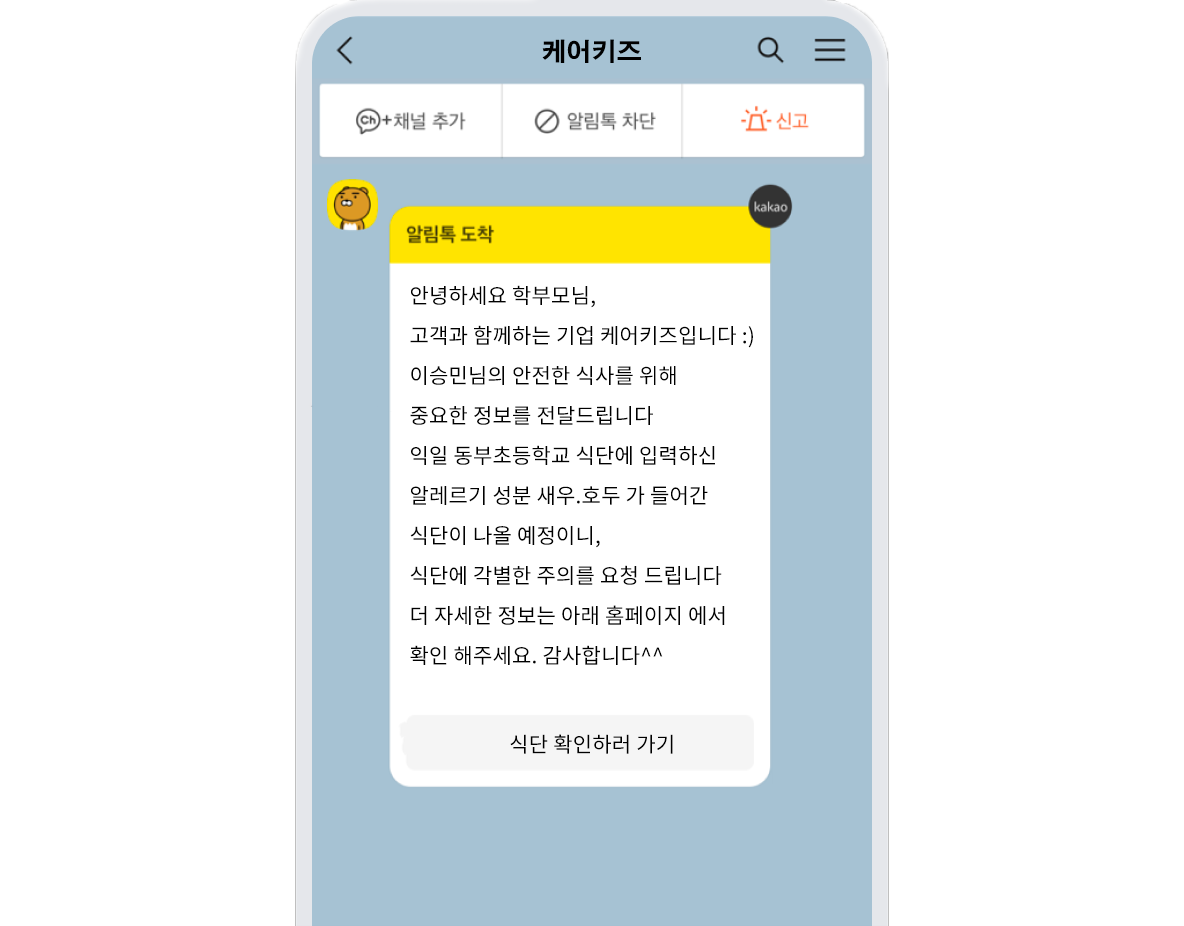 케어키즈
Ch+채널 추가
알림톡 차단
신고
kakao
알림톡 도착
안녕하세요 학부모님,
고객과 함께하는 기업 케어키즈입니다 :)
이승민님의 안전한 식사를 위해
중요한 정보를 전달드립니다
익일 동부초등학교 식단에 입력하신
알레르기 성분 새우.호두 가 들어간
식단이 나올 예정이니,
식단에 각별한 주의를 요청 드립니다
더 자세한 정보는 아래 홈페이지 에서
확인 해주세요. 감사합니다^^
식단 확인하러 가기